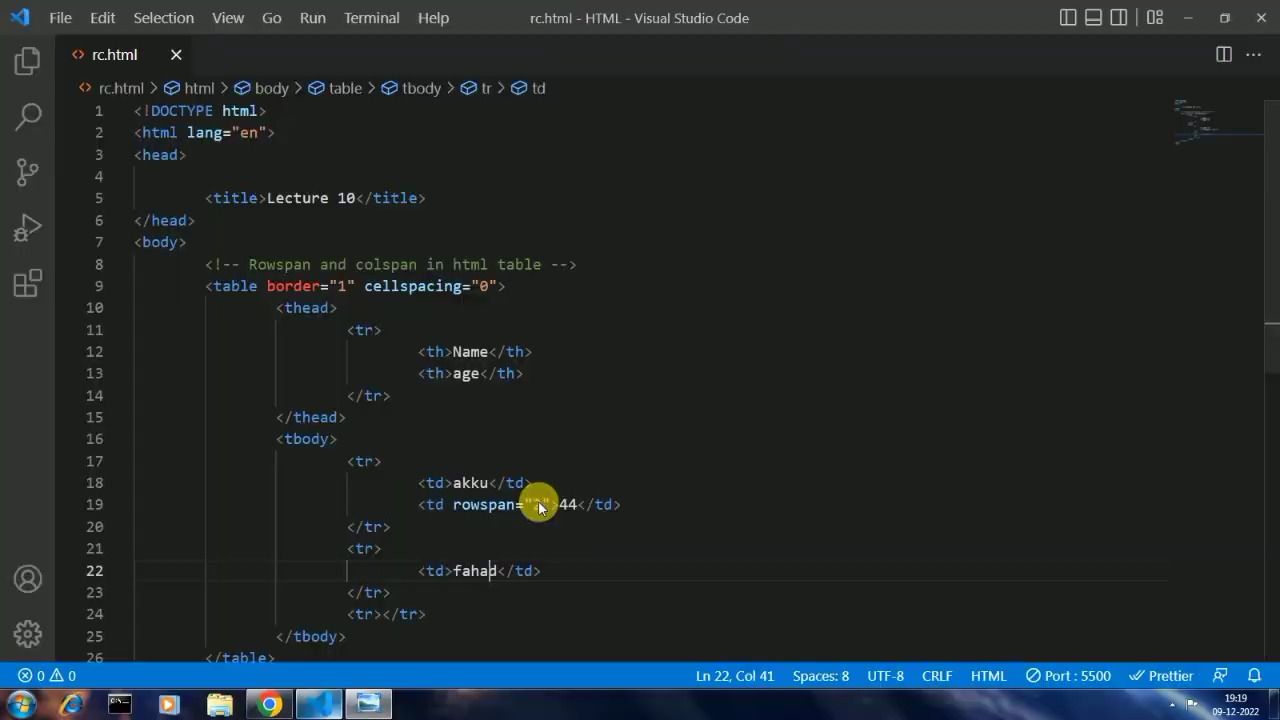 File Edit Selection View Go Run Terminal Help rc.html - HTML - Visual Studio Code
rc.html
rc.html > html > body > table > tbody > tr > td
1 <!DOCTYPE html>
2 <html lang="en">
3 <head>
4
5 <title>Lecture 10</title>
6 </head>
7 <body>
8 <!-- Rowspan and colspan in html table -->
9 <table border="1" cellspacing="0">
10 <thead>
11 <tr>
12 <th>Name</th>
13 <th>age</th>
14 </tr>
15 </thead>
16 <tbody>
17 <tr>
18 <td>akku</td>
19 <td rowspan="2">44</td>
20 </tr>
21 <tr>
22 <td>fahad</td>
23 </tr>
24 <tr></tr>
25 </tbody>
26 </table>
0 0 Ln 22, Col 41 Spaces: 8 UTF-8 CRLF HTML Port : 5500 Prettier
19:19
09-12-2022